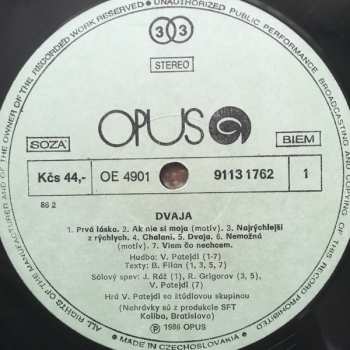 MANUFACTURER AND OF THE OWNER OF THE RECORDED WORK RESERVED • UNAUTHORIZED PUBLIC PERFORMANCE, BROADCASTING AND COPYING OF THIS RECORD PROHIBITED
ALL RIGHTS OF THE
33
STEREO
OPUS
SOZA
BIEM
Kčs 44,-
OE 4901
9113 1762
1
86 2
DVAJA
1. Prvá láska. 2. Ak nie si moja (motív). 3. Najrýchlejší
z rýchlych. 4. Chalani. 5. Dvaja. 6. Nemožná
(motív). 7. Viem čo nechcem.
Hudba: V. Patejdl (1-7)
Texty: B. Filan (1, 3, 5, 7)
Sólový spev: J. Ráž (1), R. Grigorov (3, 5),
V. Patejdl (7)
Hrá V. Patejdl so štúdiovou skupinou
(Nahrávky sú z produkcie SFT
Koliba, Bratislava)
Ⓟ 1986 OPUS
MADE IN CZECHOSLOVAKIA